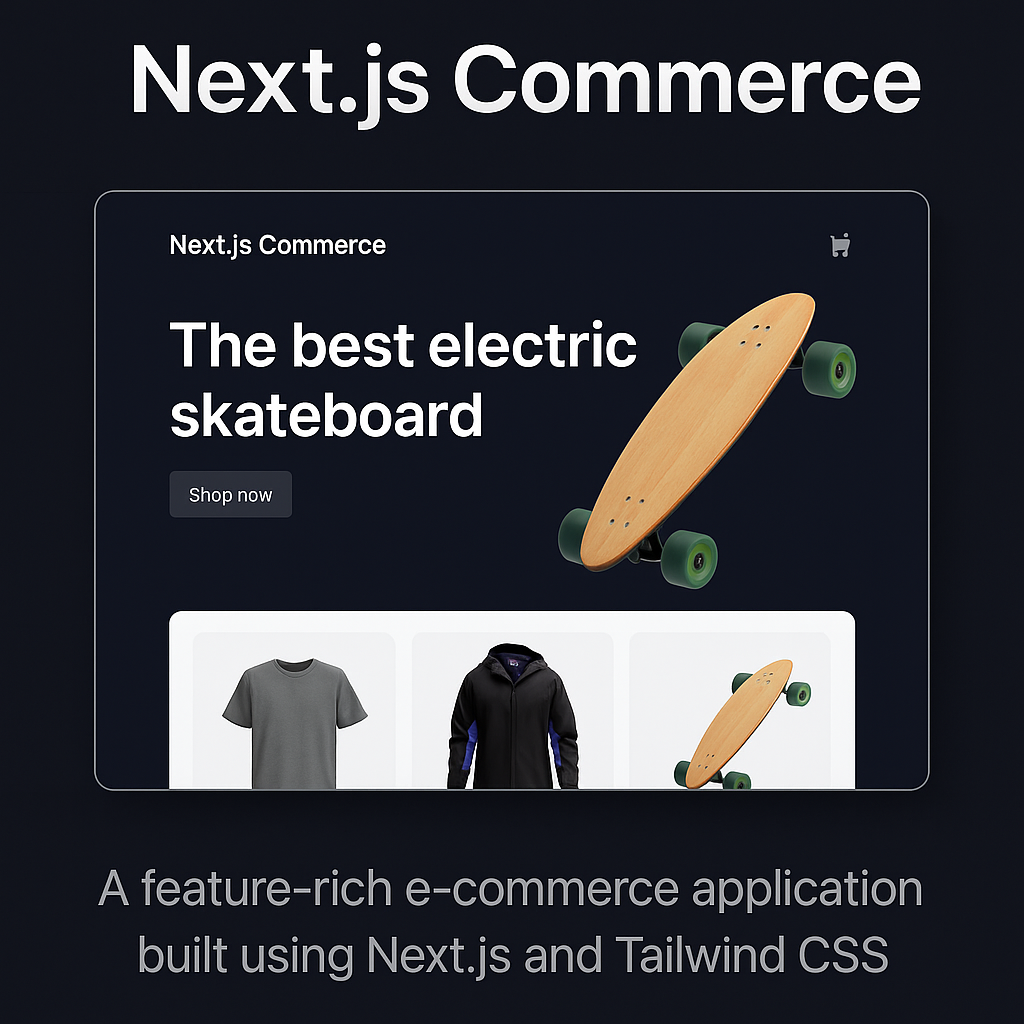 Next.js Commerce
Next.js Commerce
The best electric
skateboard
Shop now
A feature-rich e-commerce application
built using Next.js and Tailwind CSS